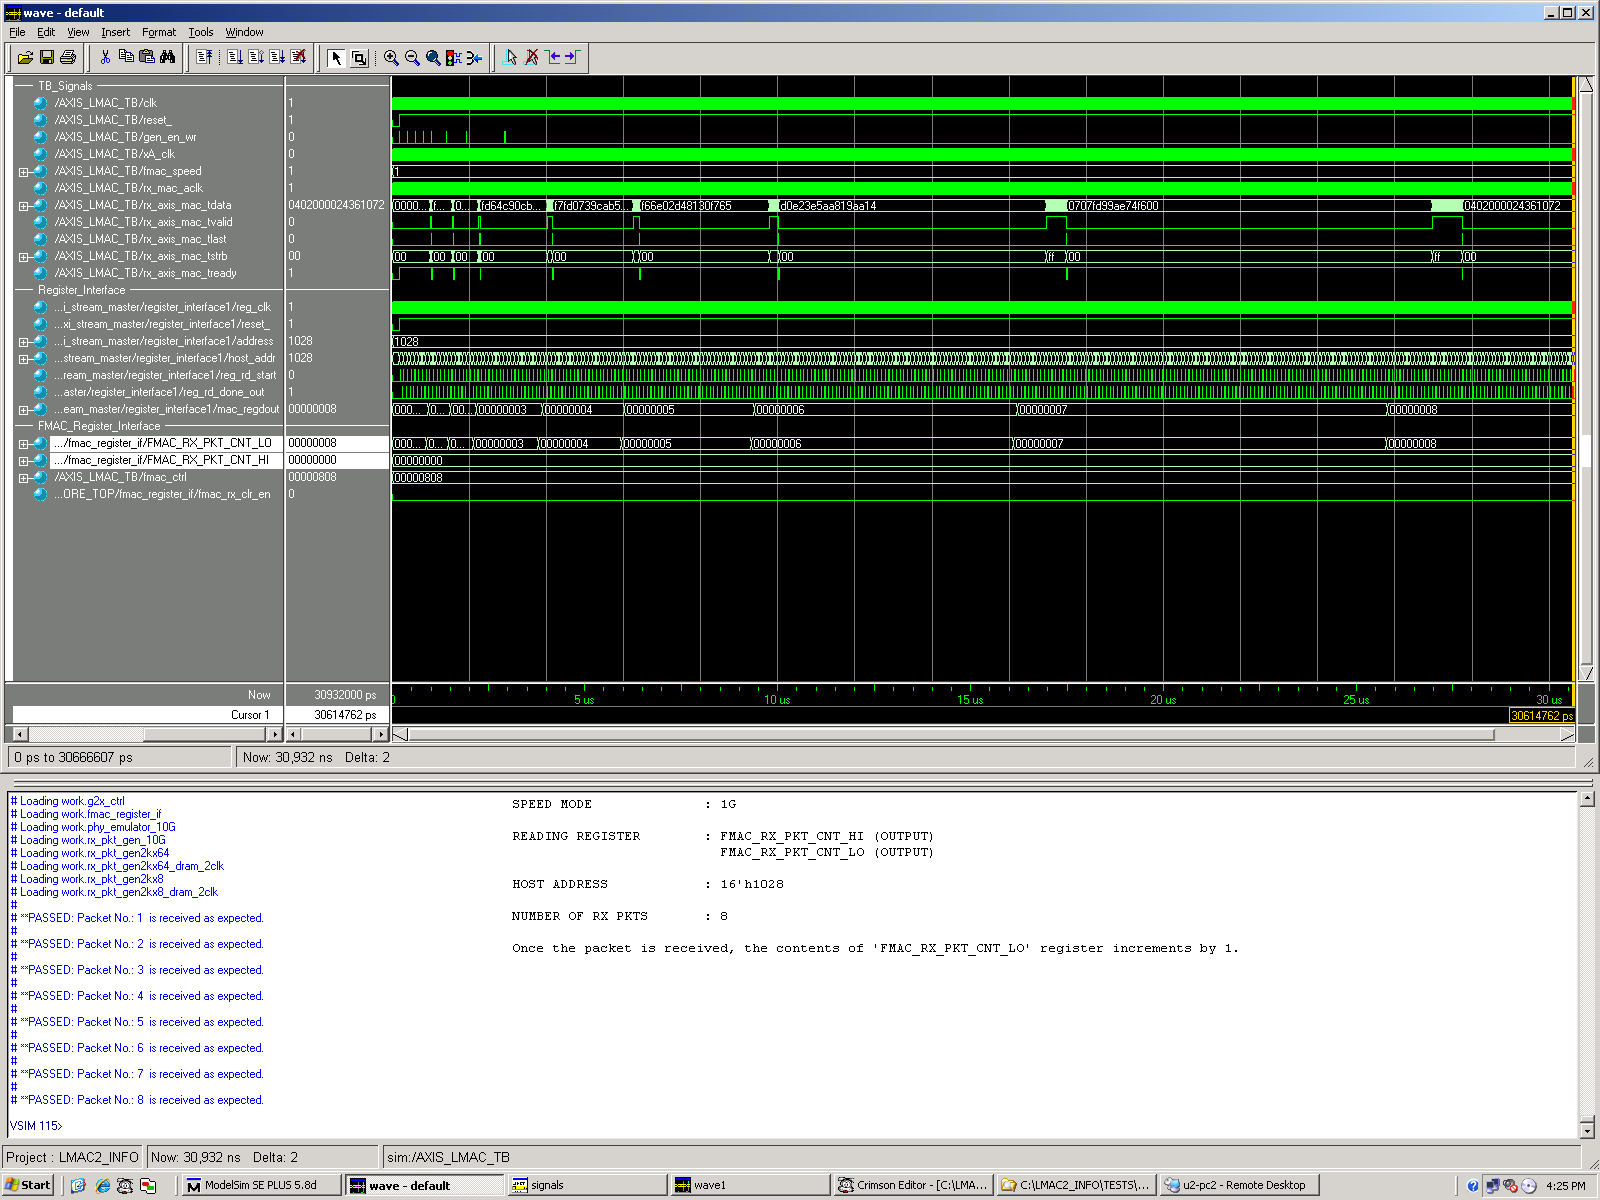 wave - default
File Edit View Insert Format Tools Window
TB_Signals
/AXIS_LMAC_TB/clk 1
/AXIS_LMAC_TB/reset_ 1
/AXIS_LMAC_TB/gen_en_wr 0
/AXIS_LMAC_TB/xA_clk 0
/AXIS_LMAC_TB/fmac_speed 1 1
/AXIS_LMAC_TB/rx_mac_aclk 1
/AXIS_LMAC_TB/rx_axis_mac_tdata 0402000024361072 0000... f... 0... fd64c90cb... f7fd0739cab5... f66e02d48130f765 d0e23e5aa819aa14 0707fd99ae74f600 0402000024361072
/AXIS_LMAC_TB/rx_axis_mac_tvalid 0
/AXIS_LMAC_TB/rx_axis_mac_tlast 0
/AXIS_LMAC_TB/rx_axis_mac_tstrb 00 00 00 00 00 00 00 00 ff 00 ff 00
/AXIS_LMAC_TB/rx_axis_mac_tready 1
Register_Interface
...i_stream_master/register_interface1/reg_clk 1
...xi_stream_master/register_interface1/reset_ 1
...i_stream_master/register_interface1/address 1028 1028
...stream_master/register_interface1/host_addr 1028
...ream_master/register_interface1/reg_rd_start 0
...aster/register_interface1/reg_rd_done_out 1
...eam_master/register_interface1/mac_regdout 00000008 000... 0... 00... 00000003 00000004 00000005 00000006 00000007 00000008
FMAC_Register_Interface
.../fmac_register_if/FMAC_RX_PKT_CNT_LO 00000008 000... 0... 0... 00000003 00000004 00000005 00000006 00000007 00000008
.../fmac_register_if/FMAC_RX_PKT_CNT_HI 00000000 00000000
/AXIS_LMAC_TB/fmac_ctrl 00000808 00000808
...ORE_TOP/fmac_register_if/fmac_rx_clr_en 0
Now 30932000 ps 0 5 us 10 us 15 us 20 us 25 us 30 us
Cursor 1 30614762 ps 30614762 ps
0 ps to 30666607 ps Now: 30,932 ns Delta: 2
# Loading work.g2x_ctrl
# Loading work.fmac_register_if
# Loading work.phy_emulator_10G
# Loading work.rx_pkt_gen_10G
# Loading work.rx_pkt_gen2kx64
# Loading work.rx_pkt_gen2kx64_dram_2clk
# Loading work.rx_pkt_gen2kx8
# Loading work.rx_pkt_gen2kx8_dram_2clk
#
# **PASSED: Packet No.: 1 is received as expected.
#
# **PASSED: Packet No.: 2 is received as expected.
#
# **PASSED: Packet No.: 3 is received as expected.
#
# **PASSED: Packet No.: 4 is received as expected.
#
# **PASSED: Packet No.: 5 is received as expected.
#
# **PASSED: Packet No.: 6 is received as expected.
#
# **PASSED: Packet No.: 7 is received as expected.
#
# **PASSED: Packet No.: 8 is received as expected.
VSIM 115>
SPEED MODE : 1G
READING REGISTER : FMAC_RX_PKT_CNT_HI (OUTPUT)
FMAC_RX_PKT_CNT_LO (OUTPUT)
HOST ADDRESS : 16'h1028
NUMBER OF RX PKTS : 8
Once the packet is received, the contents of 'FMAC_RX_PKT_CNT_LO' register increments by 1.
Project : LMAC2_INFO Now: 30,932 ns Delta: 2 sim:/AXIS_LMAC_TB
Start ModelSim SE PLUS 5.8d wave - default signals wave1 Crimson Editor - [C:\LMA... C:\LMAC2_INFO\TESTS\... u2-pc2 - Remote Desktop 4:25 PM